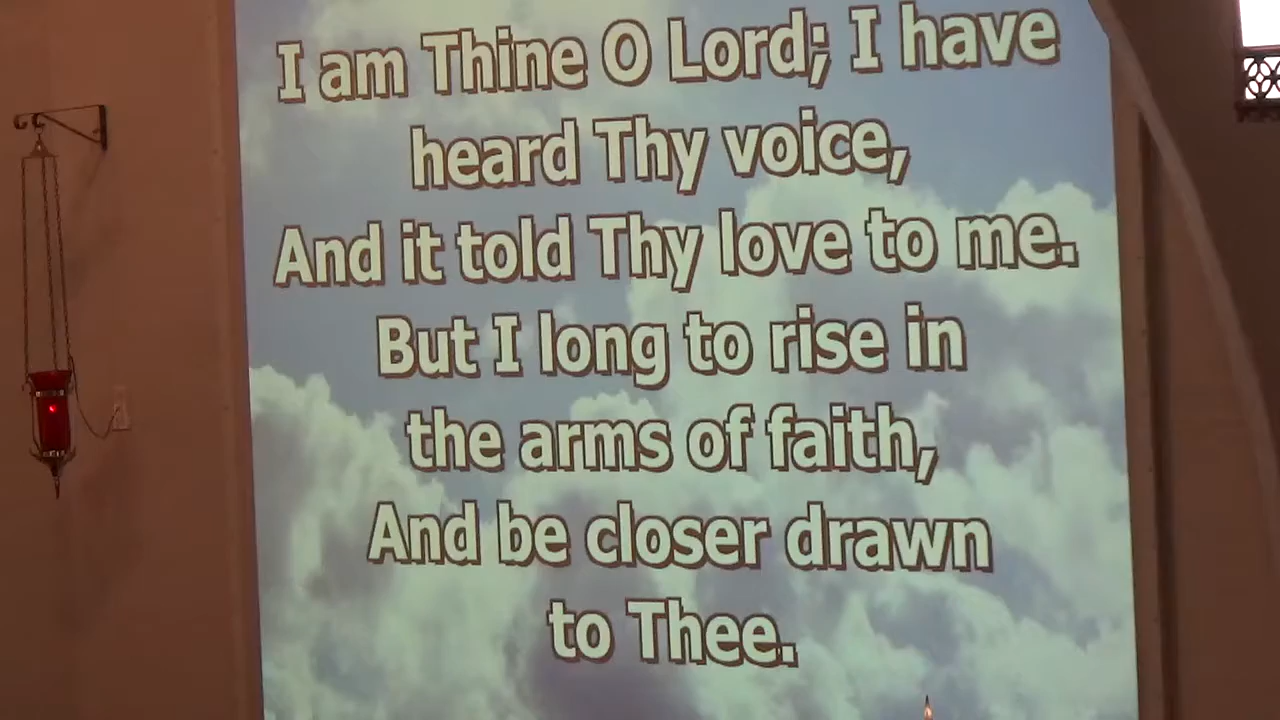 I am Thine O Lord; I have
heard Thy voice,
And it told Thy love to me.
But I long to rise in
the arms of faith,
And be closer drawn
to Thee.